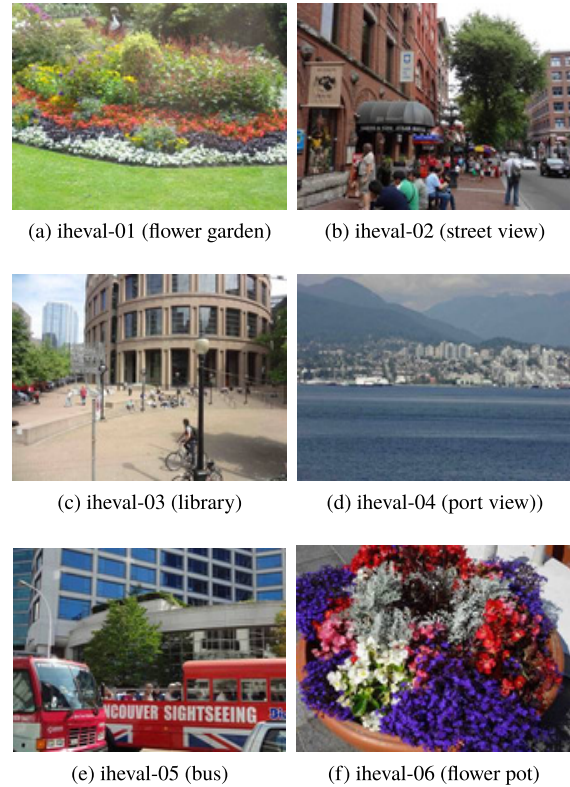 (a) iheval-01 (flower garden)
(b) iheval-02 (street view)
(c) iheval-03 (library)
(d) iheval-04 (port view))
NCOUVER SIGHTSEEING
(e) iheval-05 (bus)
(f) iheval-06 (flower pot)